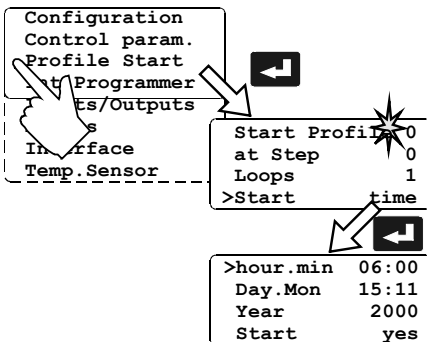 Configuration
Control param.
Profile Start
Programmer
/Outputs
Temp.Sensor
Start Profile 0
at Step 0
Loops 1
>Start time
>hour.min 06:00
Day.Mon 15:11
Year 2000
Start yes